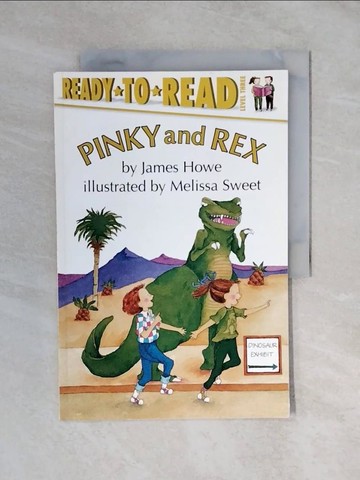 READY★TO★READ
LEVEL THREE
PINKY and REX
by James Howe
illustrated by Melissa Sweet
DINOSAUR
EXHIBIT